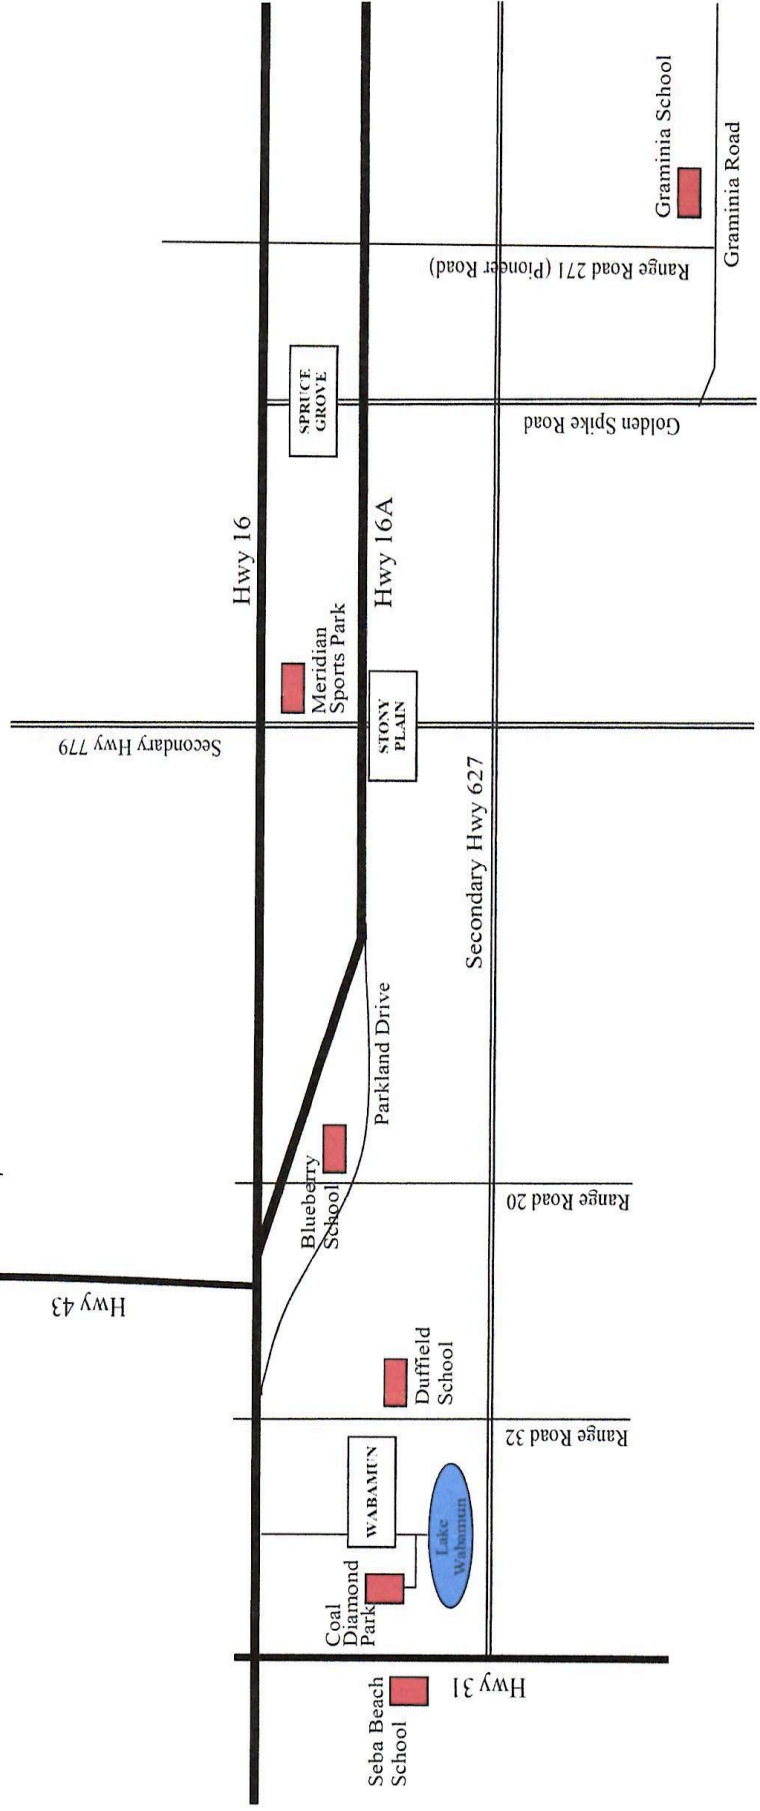 Graminia School
Graminia Road
Range Road 271 (Pioneer Road)
SPRUCE
GROVE
Golden Spike Road
Hwy 16
Hwy 16A
Meridian
Sports Park
Secondary Hwy 779
STONY
PLAIN
Secondary Hwy 627
Parkland Drive
Blueberry
School
Range Road 20
Hwy 43
Duffield
School
Range Road 32
WABAMUN
Lake
Wabamun
Coal
Diamond
Park
Hwy 31
Seba Beach
School